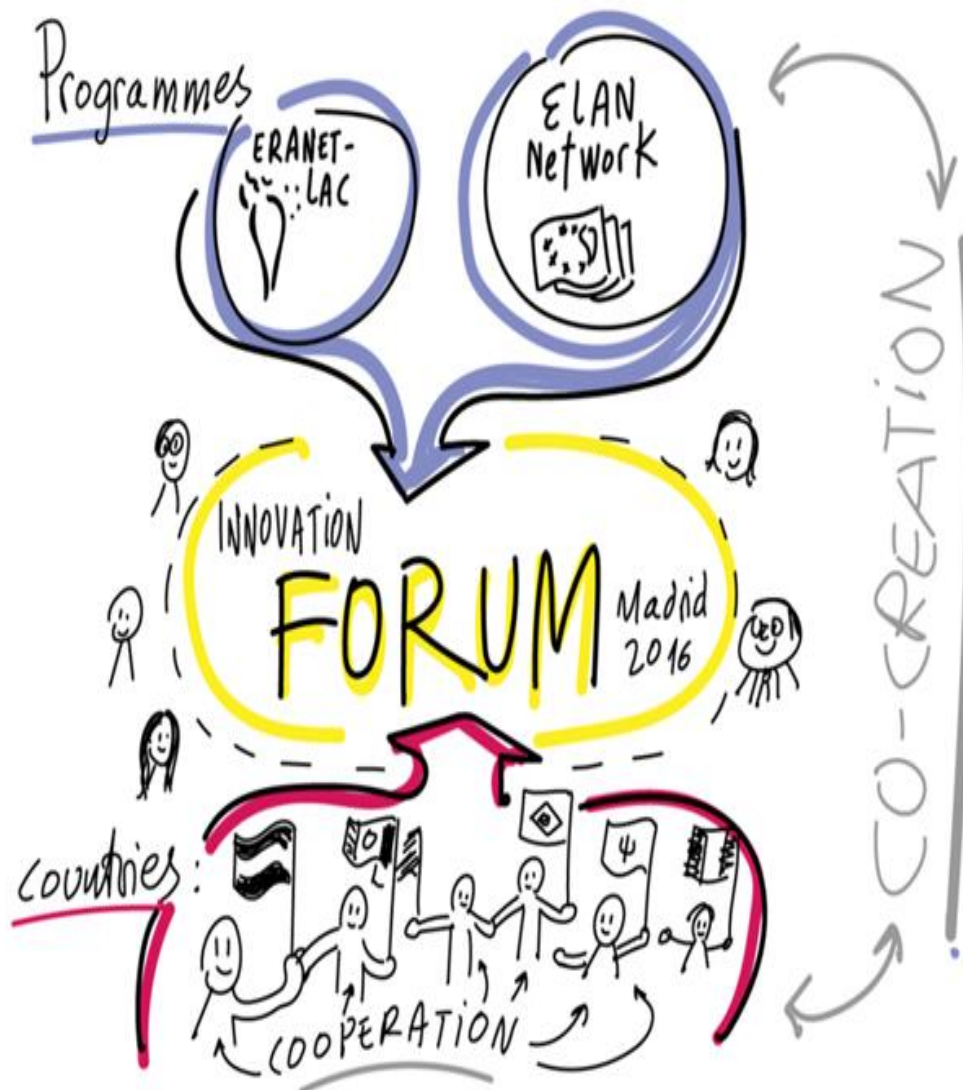 Programmes
ERANET-
LAC
ELAN
Network
INNOVATION
FORUM
Madrid
2016
countries:
COOPERATION
CO-CREATION